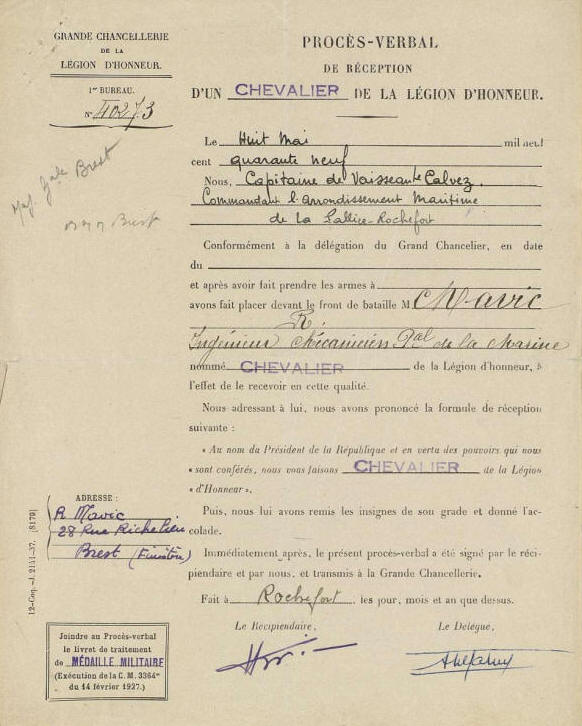 GRANDE CHANCELLERIE
DE LA
LÉGION D'HONNEUR.
1er BUREAU.
N° 40273
Maj. Gale Brest
Brest
PROCÈS-VERBAL
DE RÉCEPTION
D'UN CHEVALIER DE LA LÉGION D'HONNEUR.
Le Huit Mai mil neuf
cent quarante neuf
Nous, Capitaine de Vaisseau Le Calvez.
Commandant l'Arrondissement Maritime
de la Pallice-Rochefort
Conformément à la délégation du Grand Chancelier, en date
du
et après avoir fait prendre les armes à
avons fait placer devant le front de bataille M Mavic
R.
Ingénieur Mécanicien Pal de la Marine
nommé CHEVALIER de la Légion d'honneur, à
l'effet de le recevoir en cette qualité.
Nous adressant à lui, nous avons prononcé la formule de réception
suivante :
« Au nom du Président de la République et en vertu des pouvoirs qui nous
« sont conférés, nous vous faisons CHEVALIER de la Légion
« d'Honneur ».
Puis, nous lui avons remis les insignes de son grade et donné l'ac-
colade.
Immédiatement après, le présent procès-verbal a été signé par le réci-
piendaire et par nous, et transmis à la Grande Chancellerie.
Fait à Rochefort, les jour, mois et an que dessus.
Le Récipiendaire,
Le Délégué,
ADRESSE :
R Mavic
28 Rue Richelieu
Brest (Finistère)
12-Coq.-J. 2141-37. [8179]
Joindre au Procès-verbal
le livret de traitement
de MÉDAILLE MILITAIRE
(Exécution de la C. M. 3364
du 14 février 1927.)